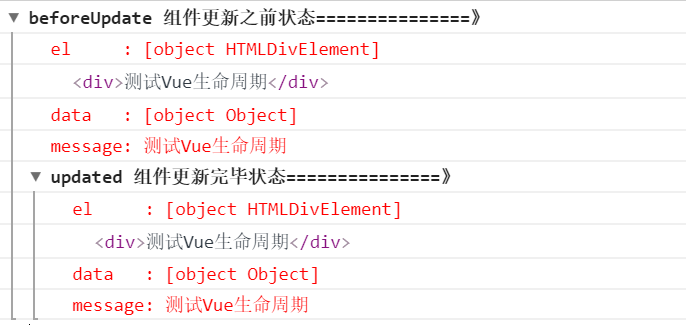 beforeUpdate 组件更新之前状态===============》
el     : [object HTMLDivElement]
<div>测试Vue生命周期</div>
data   : [object Object]
message: 测试Vue生命周期
updated 组件更新完毕状态===============》
el     : [object HTMLDivElement]
<div>测试Vue生命周期</div>
data   : [object Object]
message: 测试Vue生命周期